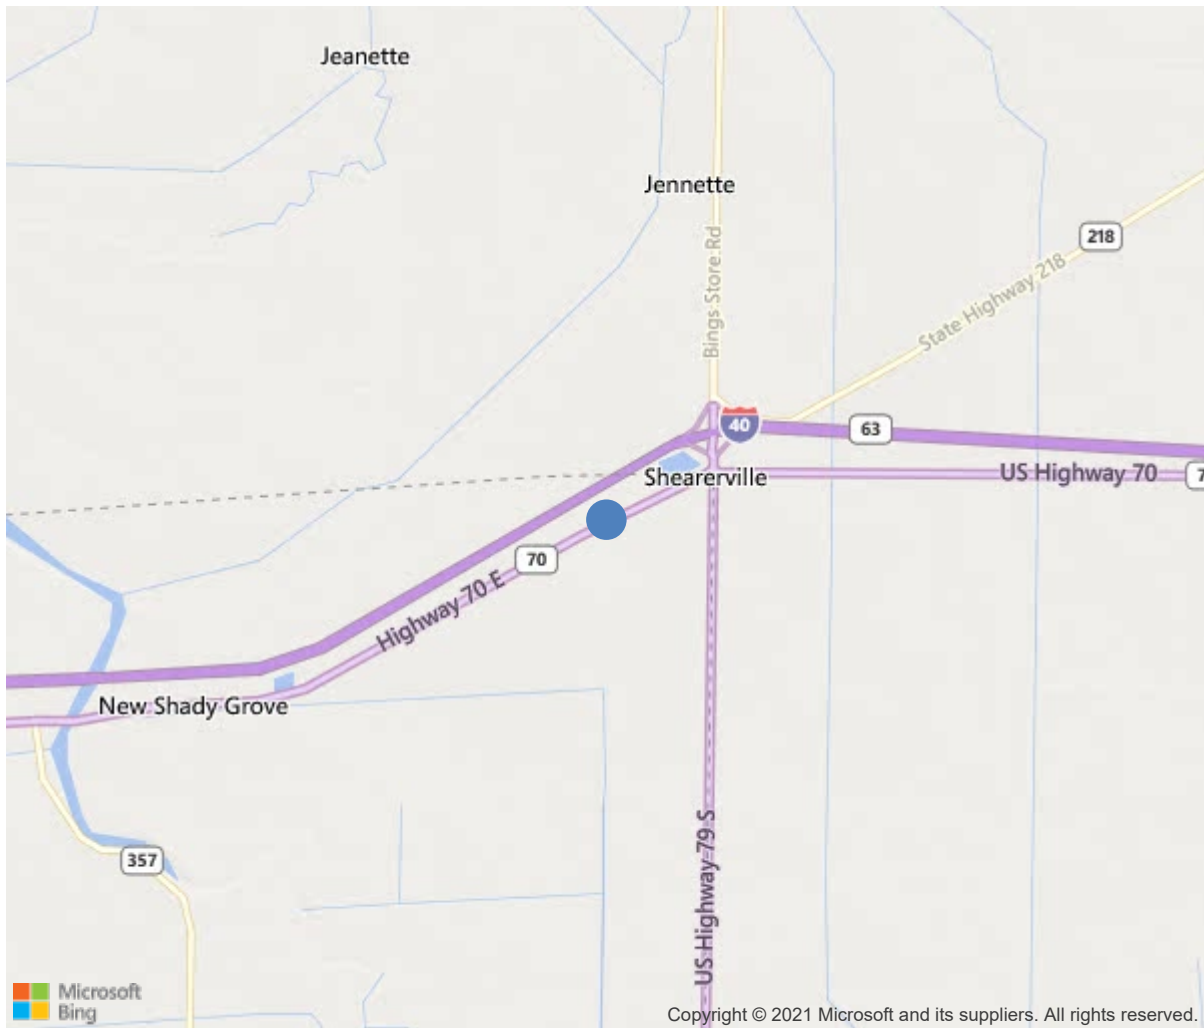 Jeanette
Jennette
218
State Highway 218
Bings Store Rd
40
63
Shearerville
US Highway 70
7
70
Highway 70 E
New Shady Grove
357
US Highway 79 S
Microsoft
Bing
Copyright © 2021 Microsoft and its suppliers. All rights reserved.